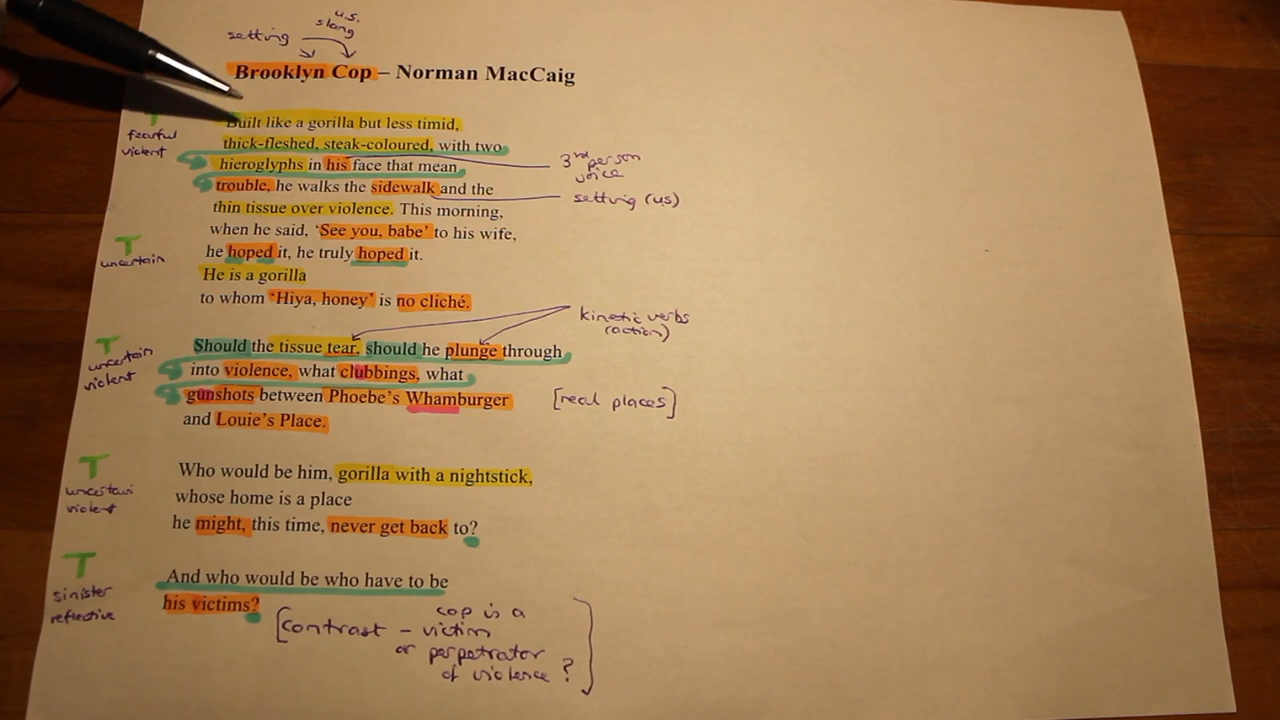 u.s.
slang
setting
Brooklyn Cop – Norman MacCaig
T
fearful
violent
Built like a gorilla but less timid,
thick-fleshed, steak-coloured, with two
hieroglyphs in his face that mean
trouble, he walks the sidewalk and the
thin tissue over violence. This morning,
when he said, ‘See you, babe’ to his wife,
he hoped it, he truly hoped it.
He is a gorilla
to whom ‘Hiya, honey’ is no cliché.
3rd person
voice
setting (u.s)
T
uncertain
kinetic verbs
(action)
T
uncertain
violent
Should the tissue tear, should he plunge through
into violence, what clubbings, what
gunshots between Phoebe’s Whamburger
and Louie’s Place.
[real places]
T
uncertain
violent
Who would be him, gorilla with a nightstick,
whose home is a place
he might, this time, never get back to?
T
sinister
reflective
And who would be who have to be
his victims?
[contrast – cop is a
victim
or perpetrator
of violence?]